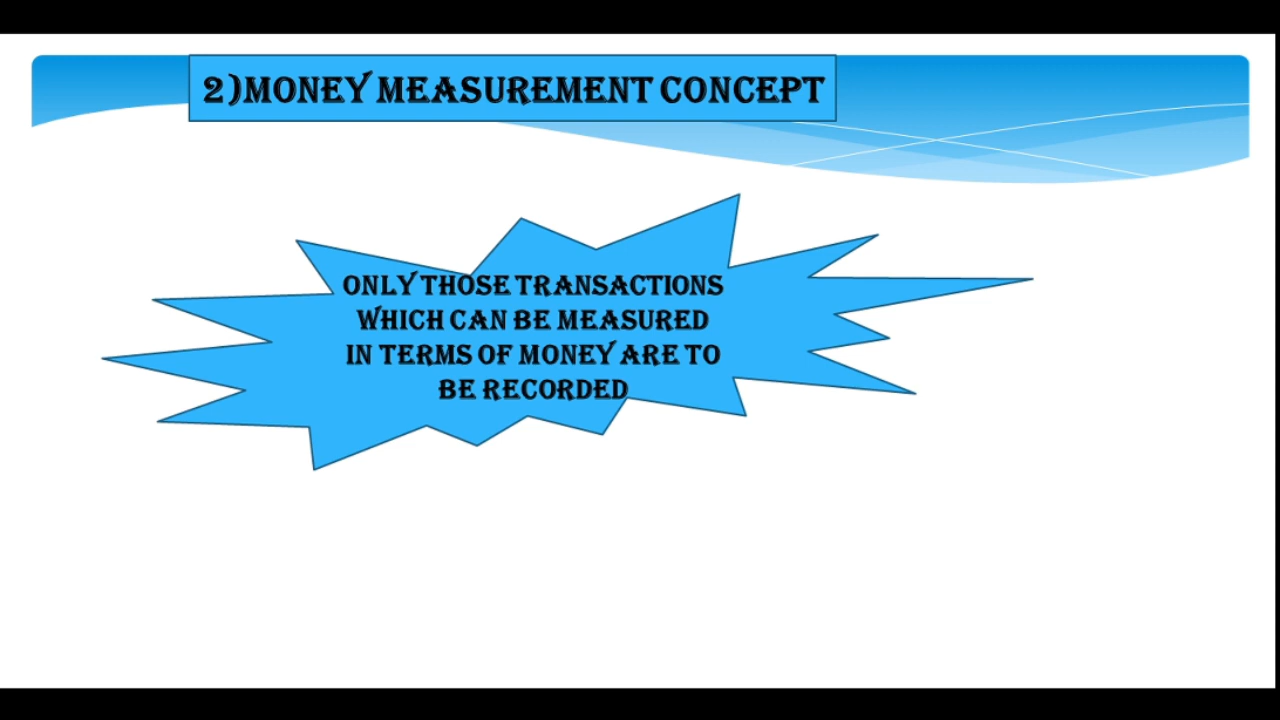 2)MONEY MEASUREMENT CONCEPT
ONLY THOSE TRANSACTIONS
WHICH CAN BE MEASURED
IN TERMS OF MONEY ARE TO
BE RECORDED